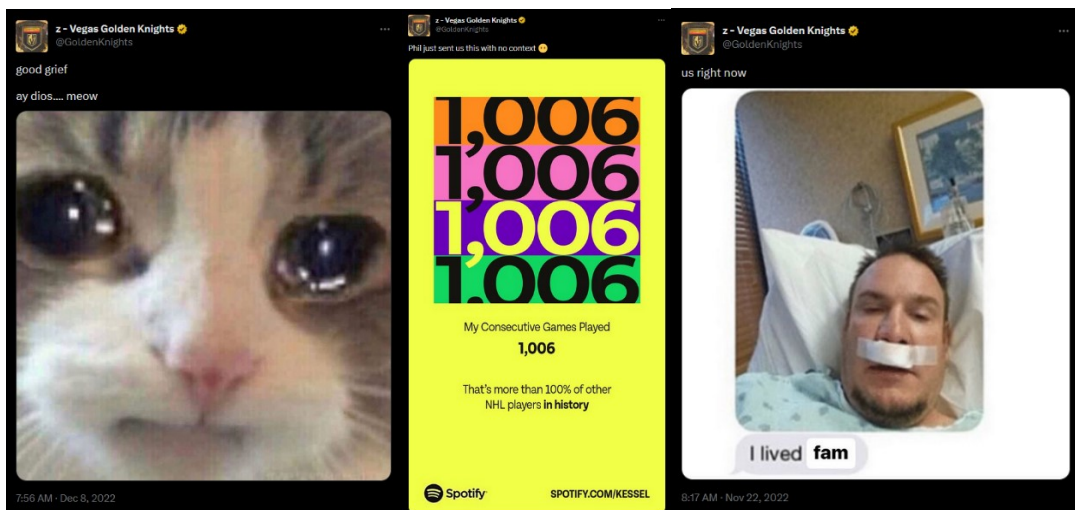 z - Vegas Golden Knights
@GoldenKnights
good grief
ay dios.... meow
7:56 AM · Dec 8, 2022
z - Vegas Golden Knights
@GoldenKnights
Phil just sent us this with no context
1,006
1,006
1,006
1,006
My Consecutive Games Played
1,006
That's more than 100% of other
NHL players in history
Spotify
SPOTIFY.COM/KESSEL
z - Vegas Golden Knights
@GoldenKnights
us right now
I lived fam
8:17 AM · Nov 22, 2022